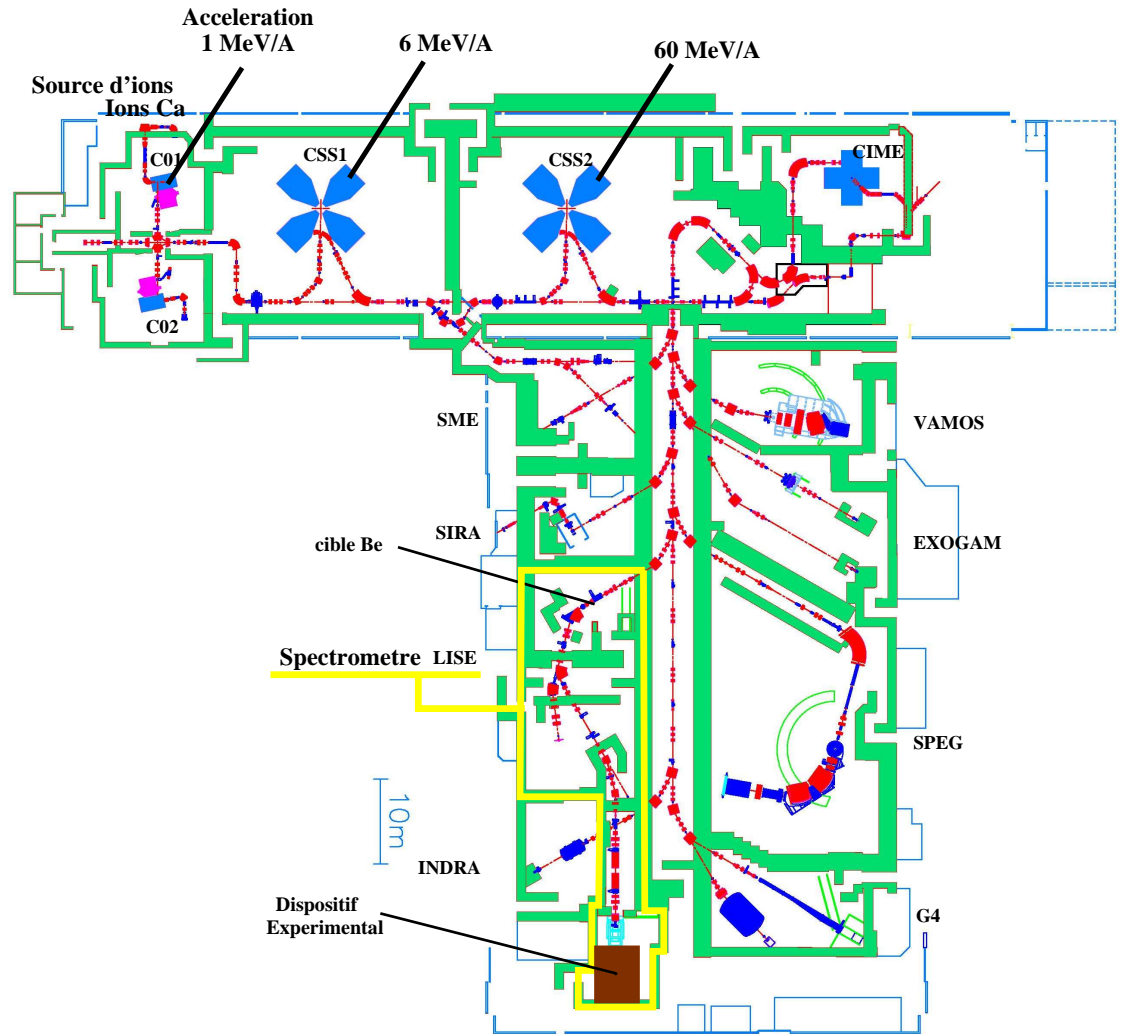 Acceleration
1 MeV/A
6 MeV/A
60 MeV/A
Source d'ions
Ions Ca
C01
CSS1
CSS2
CIME
C02
SME
VAMOS
SIRA
EXOGAM
cible Be
Spectrometre LISE
SPEG
10m
INDRA
Dispositif
Experimental
G4